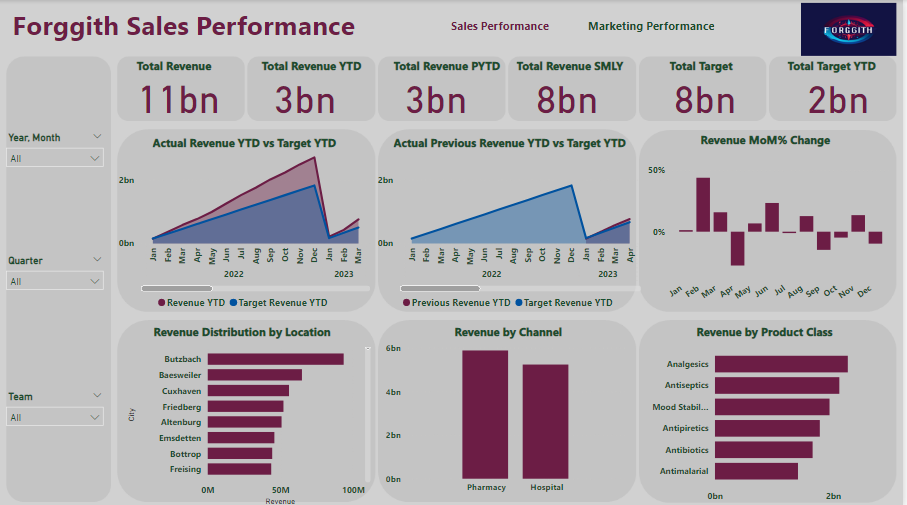 Forggith Sales Performance
Sales Performance
Marketing Performance
FORGGITH
Total Revenue
11bn
Total Revenue YTD
3bn
Total Revenue PYTD
3bn
Total Revenue SMLY
8bn
Total Target
8bn
Total Target YTD
2bn
Year, Month
All
Quarter
All
Team
All
Actual Revenue YTD vs Target YTD
2bn
0bn
Jan Feb Mar Apr May Jun Jul Aug Sep Oct Nov Dec Jan Feb Mar
2022 2023
Revenue YTD Target Revenue YTD
Actual Previous Revenue YTD vs Target YTD
2bn
0bn
Jan Feb Mar Apr May Jun Jul Aug Sep Oct Nov Dec Jan Feb Mar Apr
2022 2023
Previous Revenue YTD Target Revenue YTD
Revenue MoM% Change
50%
0%
Jan Feb Mar Apr May Jun Jul Aug Sep Oct Nov Dec
Revenue Distribution by Location
City
Butzbach
Baesweiler
Cuxhaven
Friedberg
Altenburg
Emsdetten
Bottrop
Freising
0M 50M 100M
Revenue
Revenue by Channel
6bn
4bn
2bn
0bn
Pharmacy Hospital
Revenue by Product Class
Analgesics
Antiseptics
Mood Stabil...
Antipiretics
Antibiotics
Antimalarial
0bn 2bn